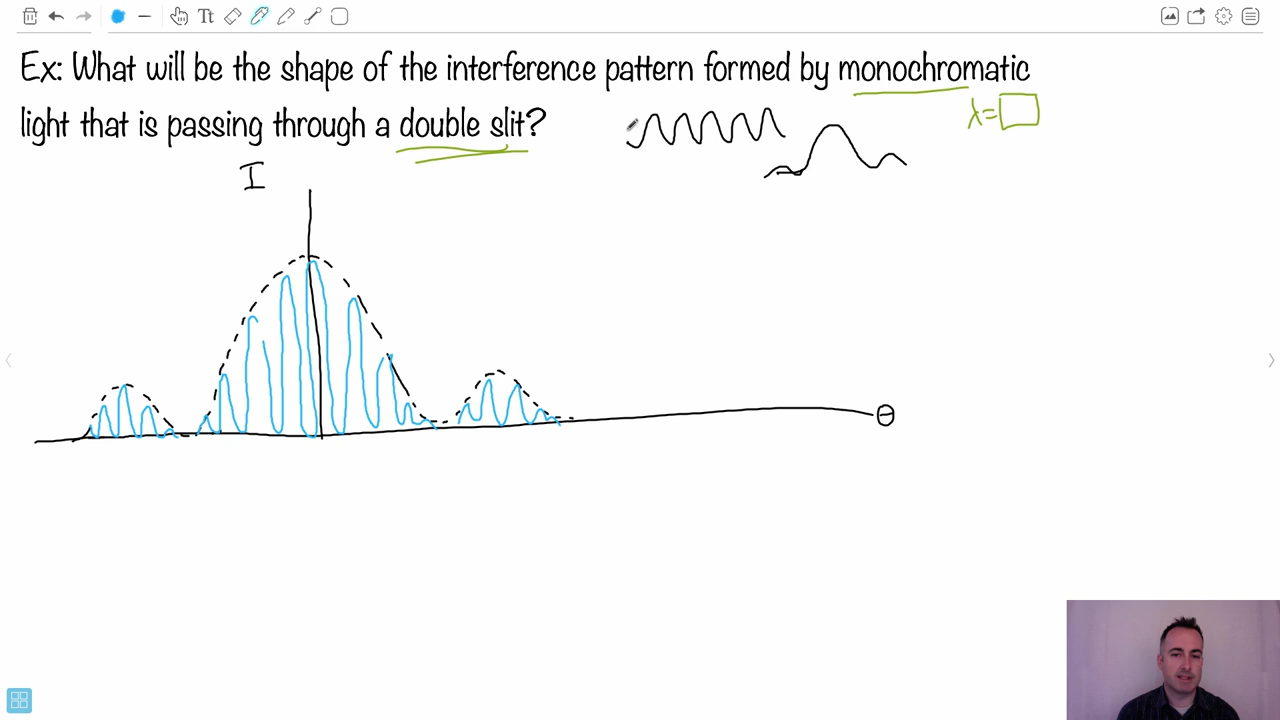 Tt
Ex: What will be the shape of the interference pattern formed by monochromatic
light that is passing through a double slit?
λ=
I
θ